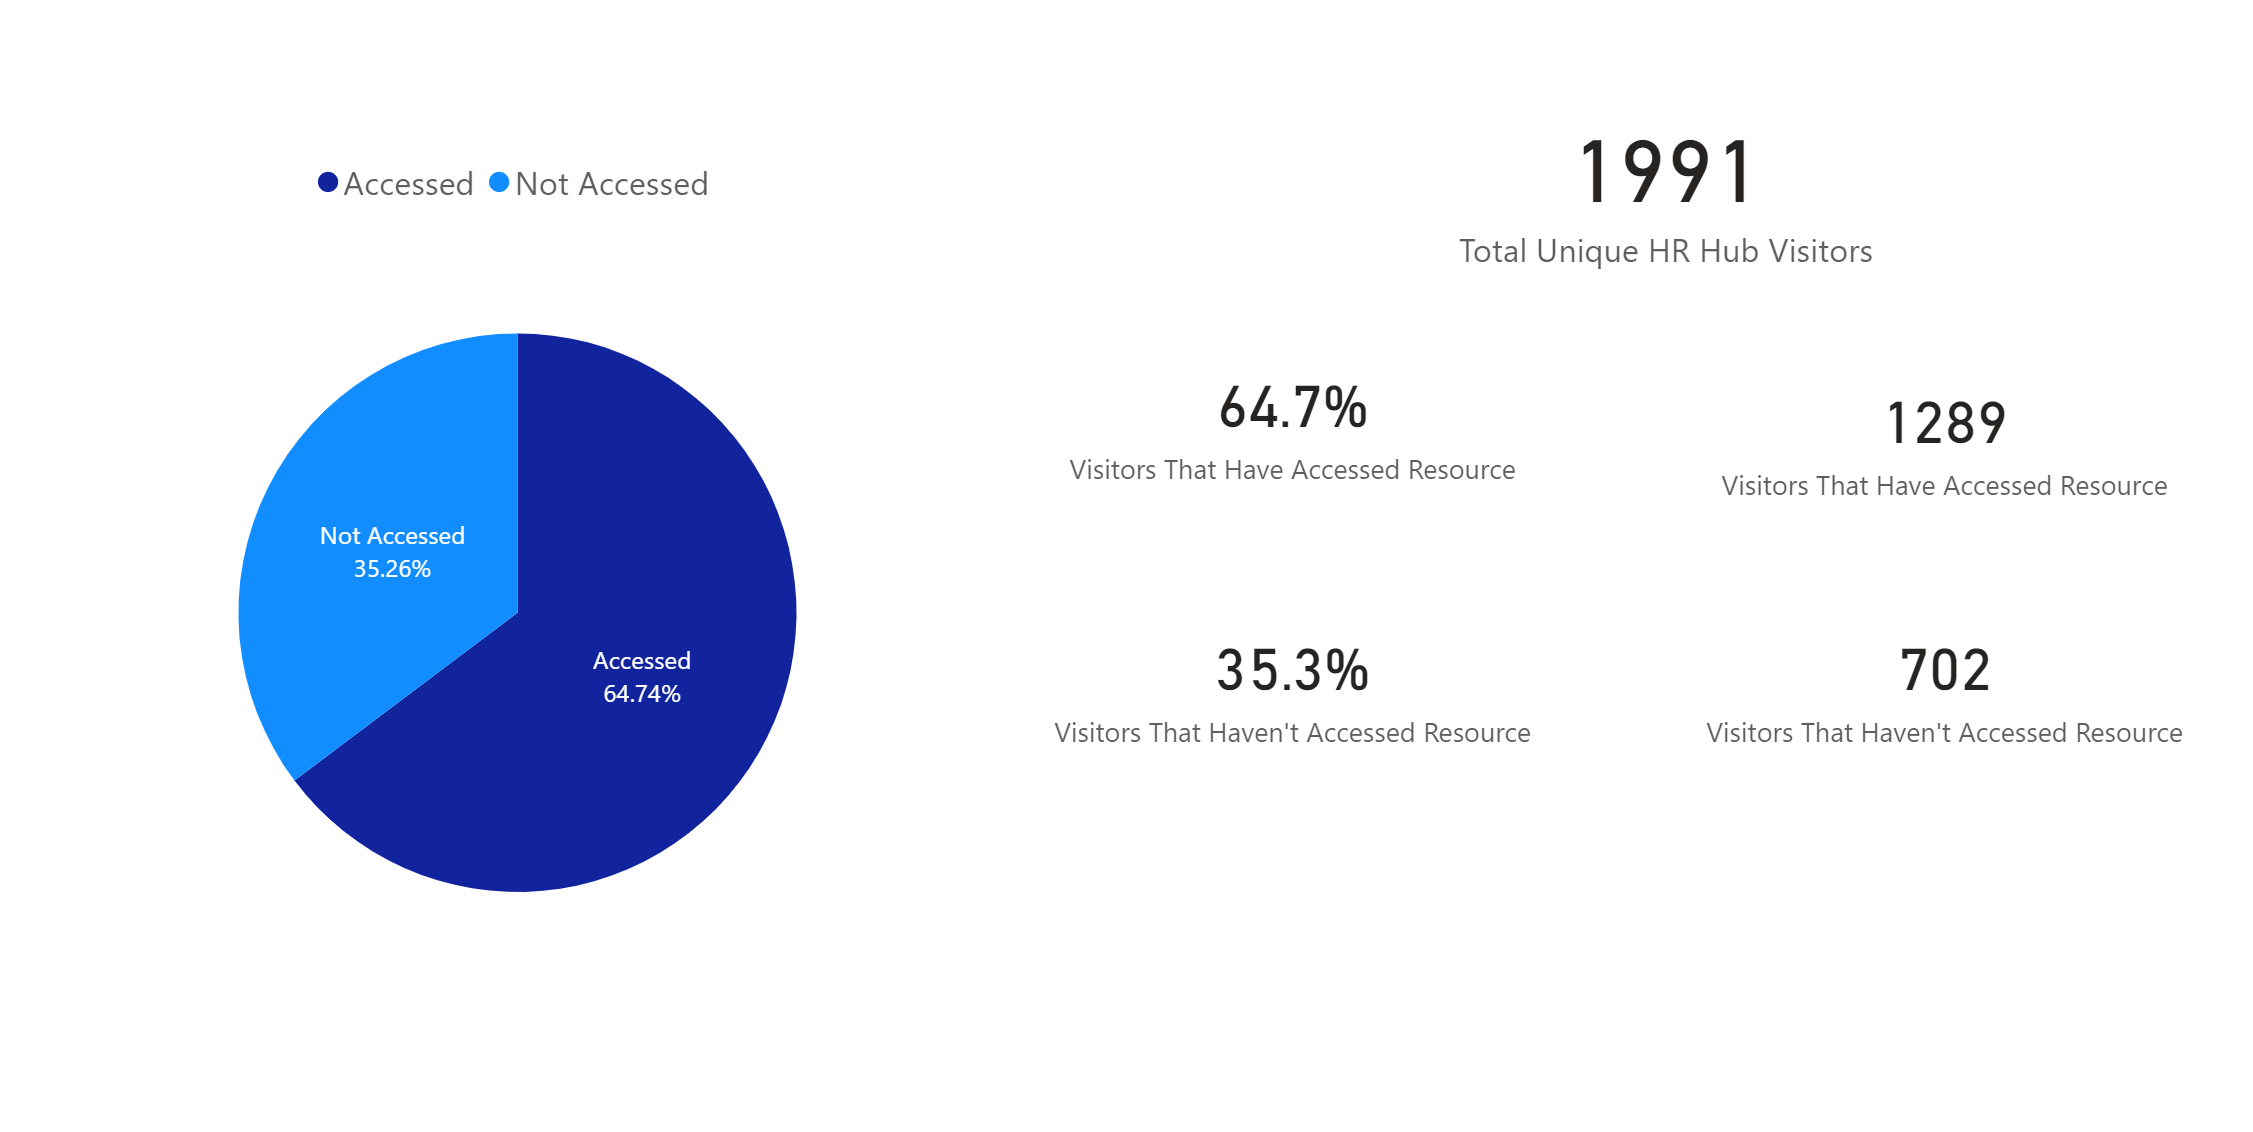 Accessed Not Accessed
Not Accessed
35.26%
Accessed
64.74%
1991
Total Unique HR Hub Visitors
64.7%
Visitors That Have Accessed Resource
1289
Visitors That Have Accessed Resource
35.3%
Visitors That Haven't Accessed Resource
702
Visitors That Haven't Accessed Resource